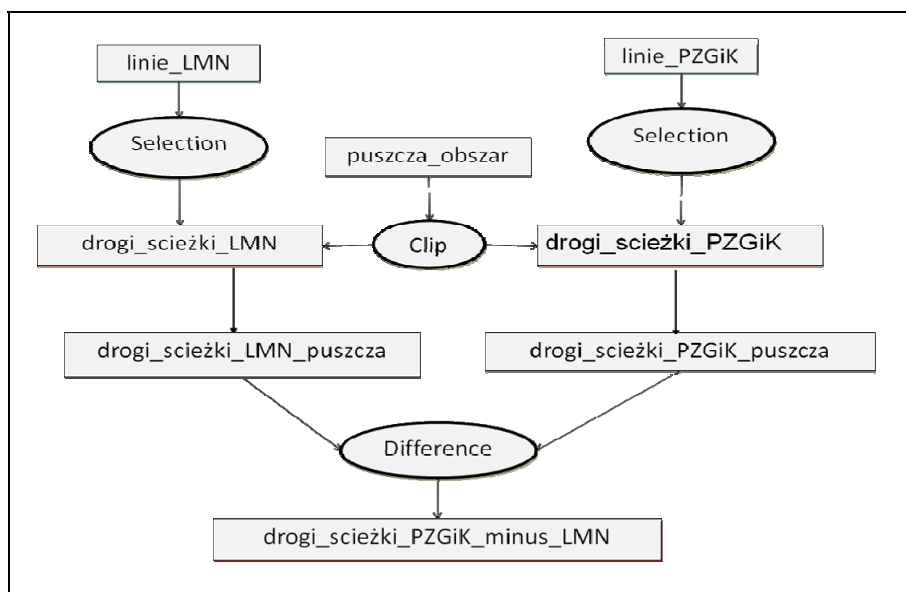 linie_LMN
linie_PZGiK
Selection
Selection
puszcza_obszar
drogi_scieżki_LMN
Clip
drogi_scieżki_PZGiK
drogi_scieżki_LMN_puszcza
drogi_scieżki_PZGiK_puszcza
Difference
drogi_scieżki_PZGiK_minus_LMN